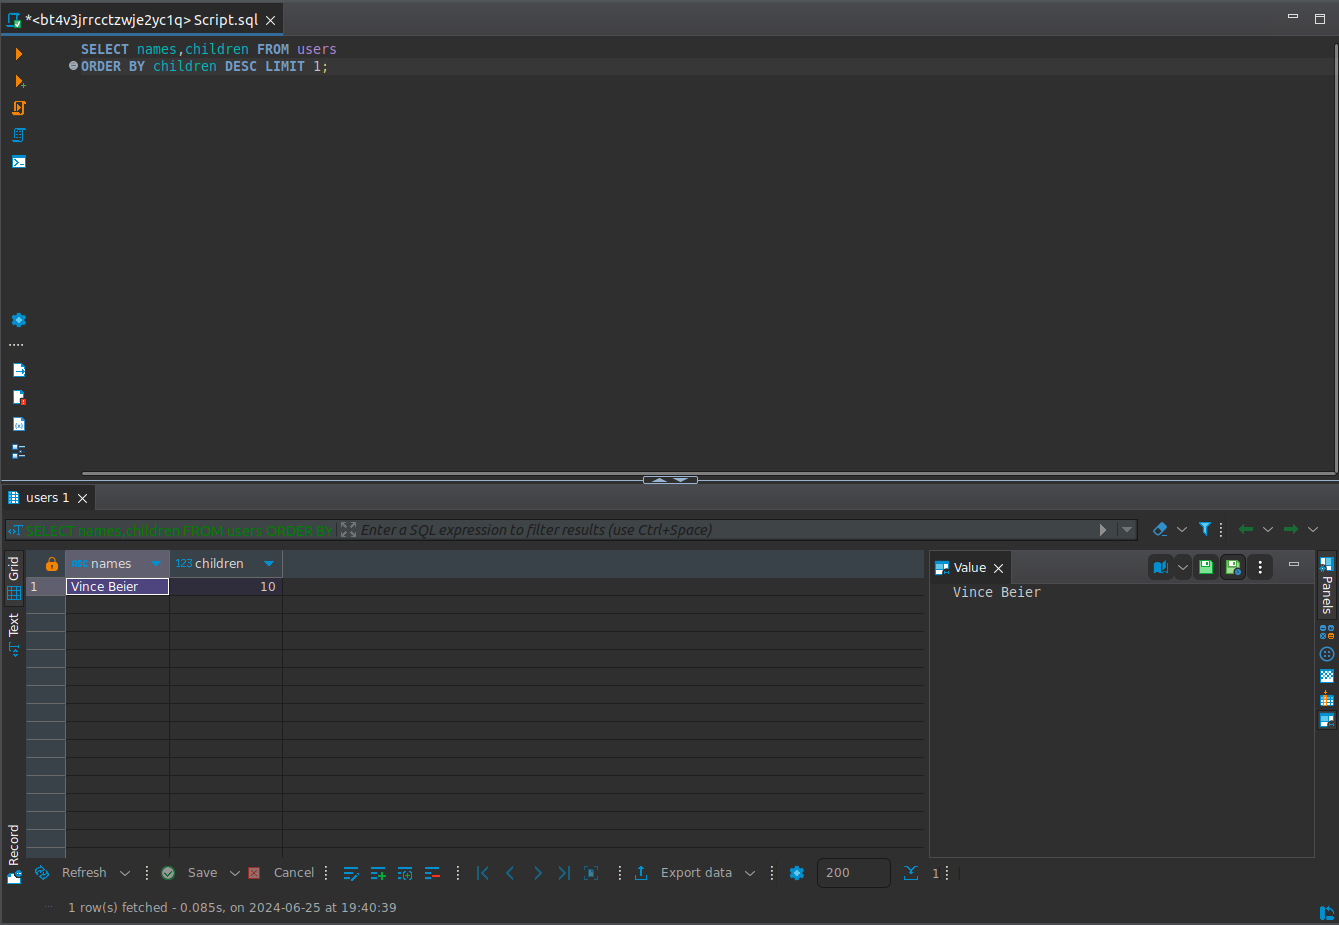 *<bt4v3jrrcctzwje2yc1q> Script.sql
SELECT names,children FROM users
ORDER BY children DESC LIMIT 1;
users 1
SELECT names,children FROM users ORDER BY
Enter a SQL expression to filter results (use Ctrl+Space)
Grid
Text
Record
ABC names
123 children
1
Vince Beier
10
Value
Vince Beier
Panels
Refresh
Save
Cancel
Export data
200
1
1 row(s) fetched - 0.085s, on 2024-06-25 at 19:40:39